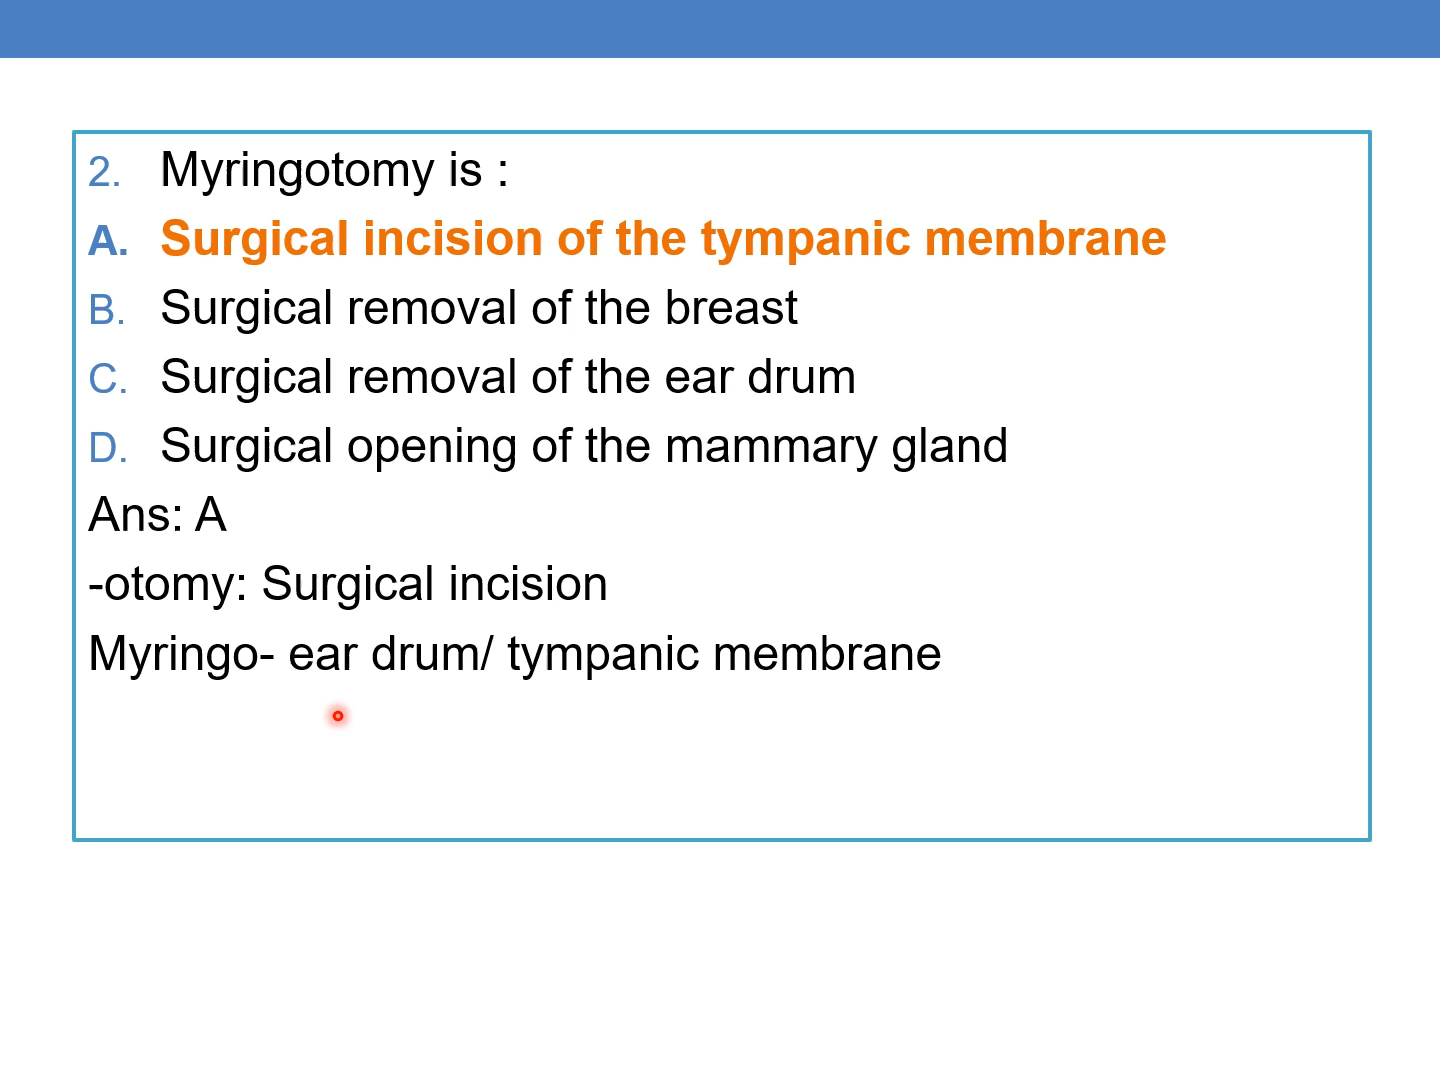 2. Myringotomy is :
A. Surgical incision of the tympanic membrane
B. Surgical removal of the breast
C. Surgical removal of the ear drum
D. Surgical opening of the mammary gland
Ans: A
-otomy: Surgical incision
Myringo- ear drum/ tympanic membrane